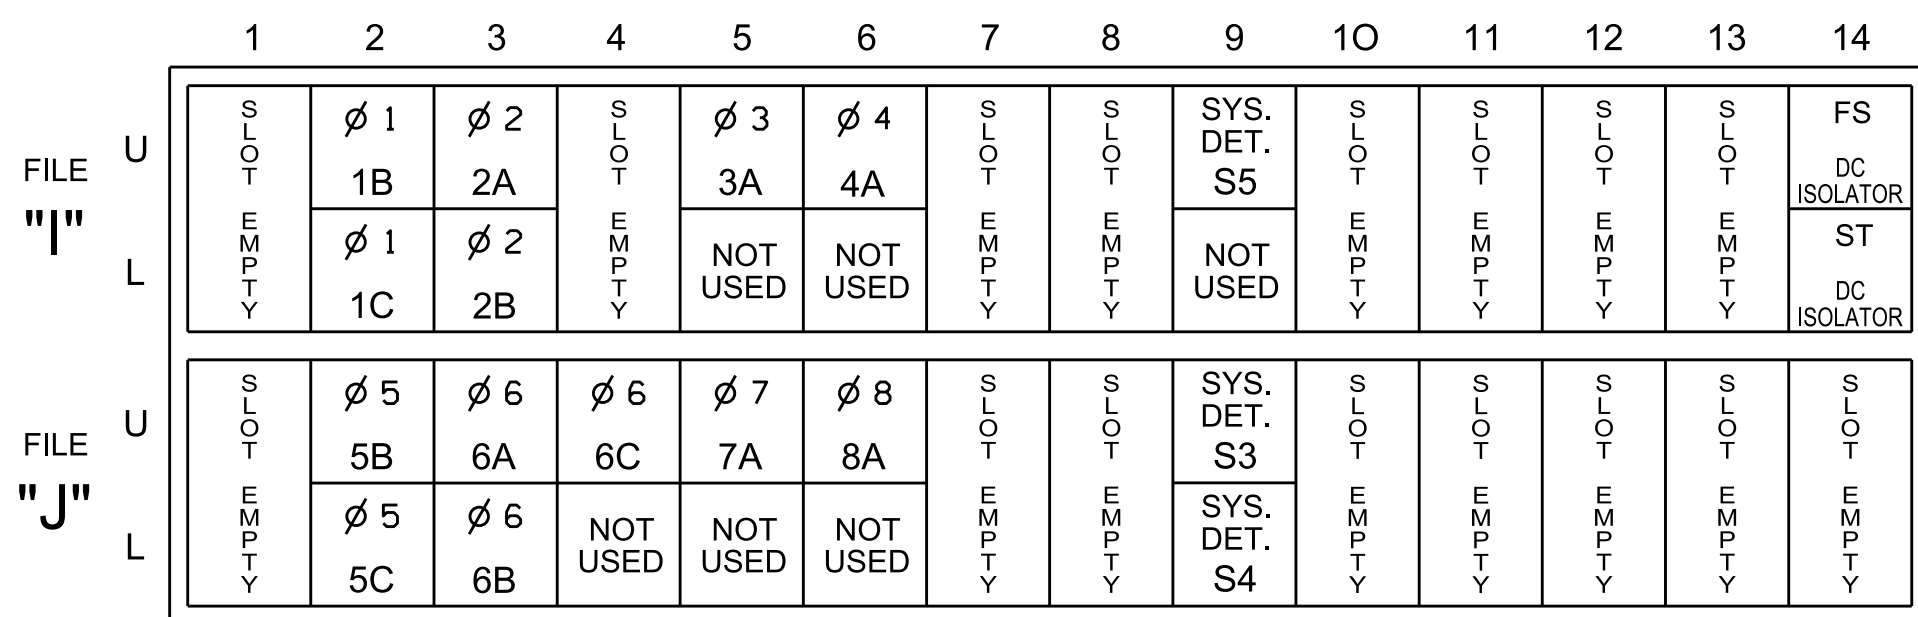 1 2 3 4 5 6 7 8 9 10 11 12 13 14
FILE "I"
U
SLOT EMPTY
Ø 1 1B
Ø 2 2A
SLOT EMPTY
Ø 3 3A
Ø 4 4A
SLOT EMPTY
SLOT EMPTY
SYS. DET. S5
SLOT EMPTY
SLOT EMPTY
SLOT EMPTY
SLOT EMPTY
FS DC ISOLATOR
L
Ø 1 1C
Ø 2 2B
NOT USED
NOT USED
NOT USED
ST DC ISOLATOR
FILE "J"
U
SLOT EMPTY
Ø 5 5B
Ø 6 6A
Ø 6 6C
Ø 7 7A
Ø 8 8A
SLOT EMPTY
SLOT EMPTY
SYS. DET. S3
SLOT EMPTY
SLOT EMPTY
SLOT EMPTY
SLOT EMPTY
SLOT EMPTY
L
Ø 5 5C
Ø 6 6B
NOT USED
NOT USED
NOT USED
SYS. DET. S4